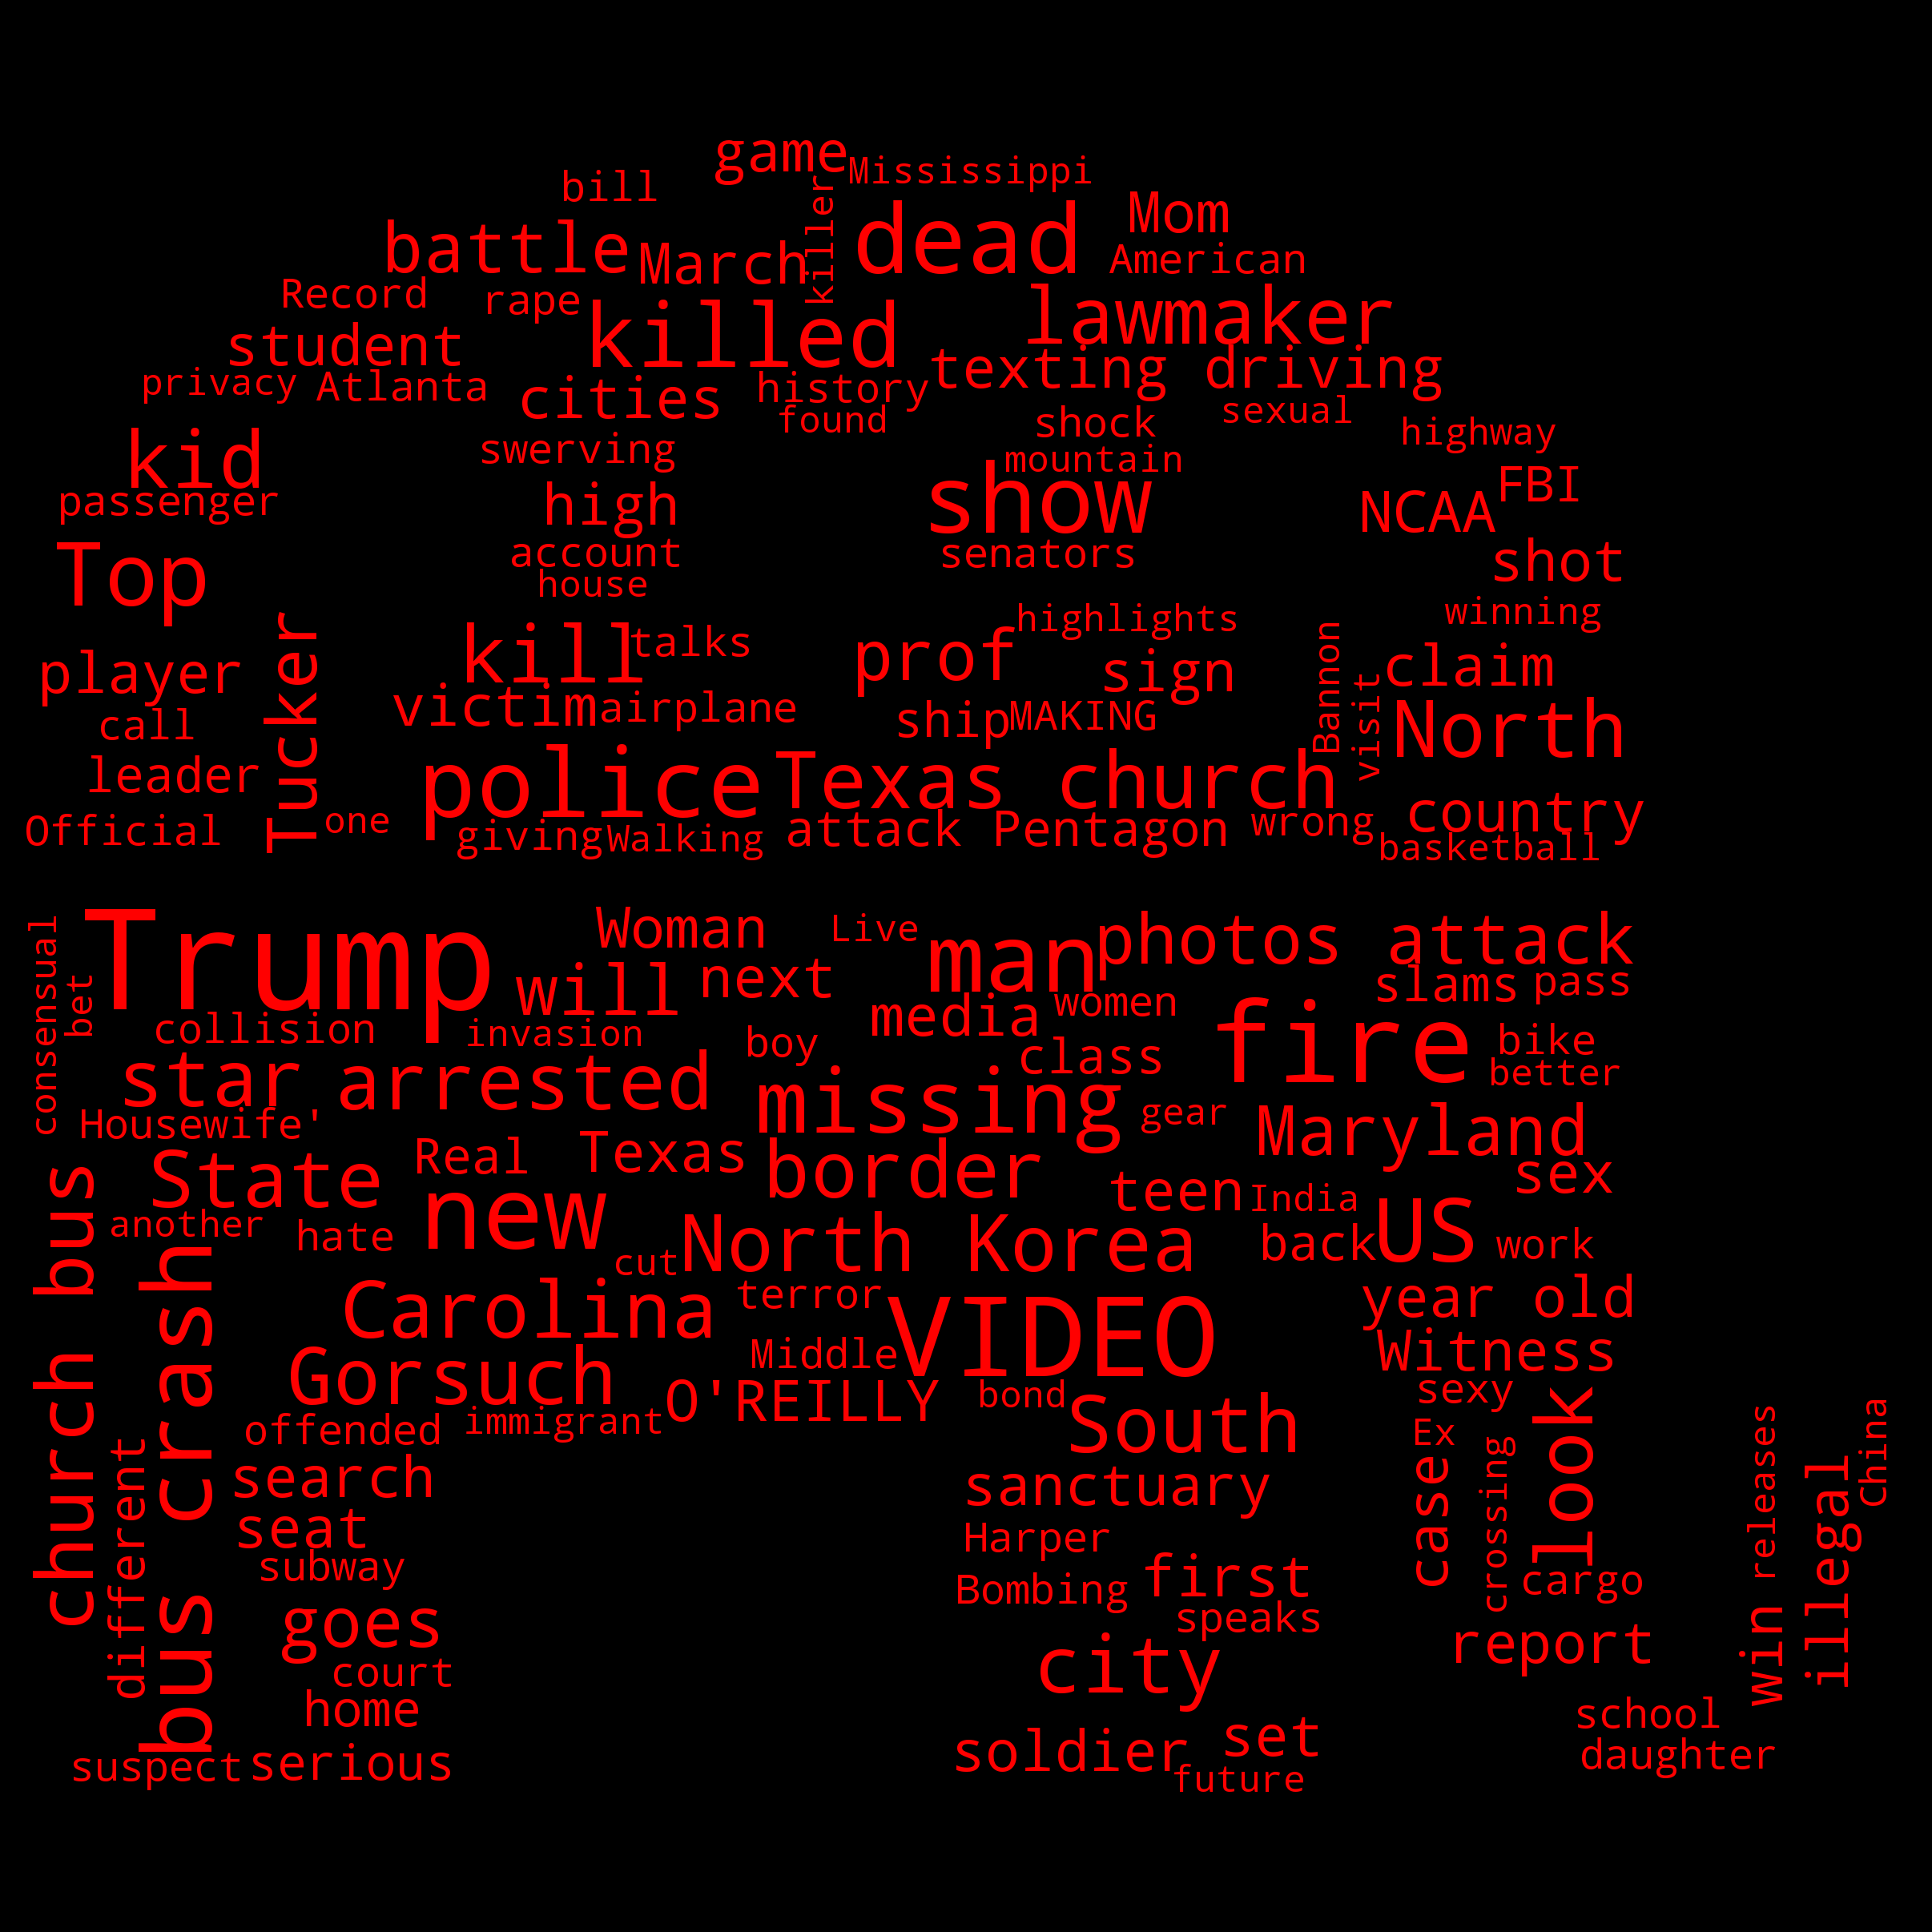 game
Mississippi
bill
killer
dead
Mom
battle
March
American
Record
rape
killed
lawmaker
student
texting driving
privacy
Atlanta
cities
history
found
shock
sexual
highway
kid
swerving
mountain
passenger
high
show
NCAA
FBI
account
senators
Top
house
shot
winning
highlights
Tucker
kill
talks
prof
sign
Bannon
visit
claim
player
victim
airplane
ship
MAKING
North
call
leader
police
Texas church
country
Official
one
giving
Walking
attack
Pentagon
wrong
basketball
consensual
bet
Trump
Woman
Live
man
photos
attack
will
next
media
women
slams
pass
collision
invasion
boy
class
fire
bike
better
star
arrested
missing
gear
Maryland
Housewife'
State
Real
Texas
border
teen
India
sex
another
hate
new
cut
North Korea
back
US
work
church bus
bus crash
Carolina
terror
VIDEO
year old
Middle
Witness
Gorsuch
O'REILLY
bond
South
sexy
offended
immigrant
Ex
case
crossing
look
different
search
sanctuary
seat
Harper
subway
Bombing
first
cargo
speaks
goes
city
report
court
home
school
suspect
serious
soldier
set
daughter
future
win
releases
illegal
China